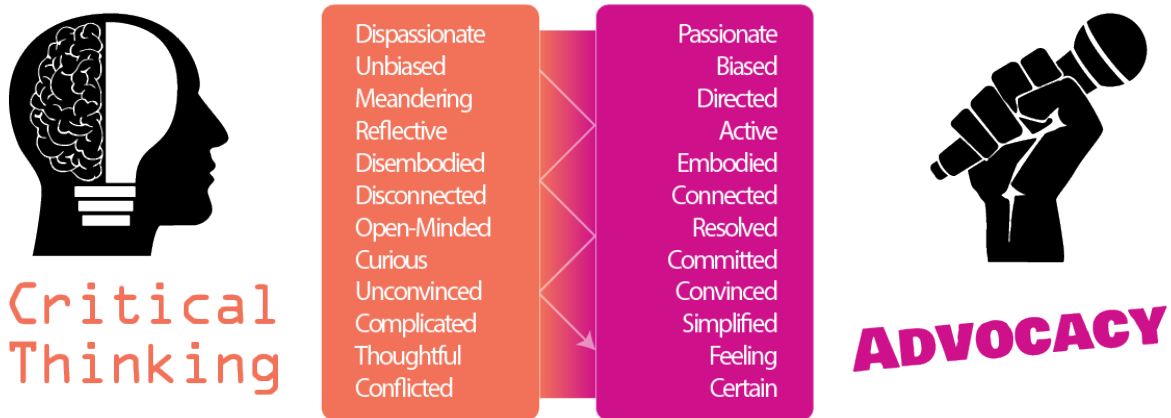 Dispassionate
Unbiased
Meandering
Reflective
Disembodied
Disconnected
Open-Minded
Curious
Unconvinced
Complicated
Thoughtful
Conflicted
Passionate
Biased
Directed
Active
Embodied
Connected
Resolved
Committed
Convinced
Simplified
Feeling
Certain
Critical
Thinking
ADVOCACY